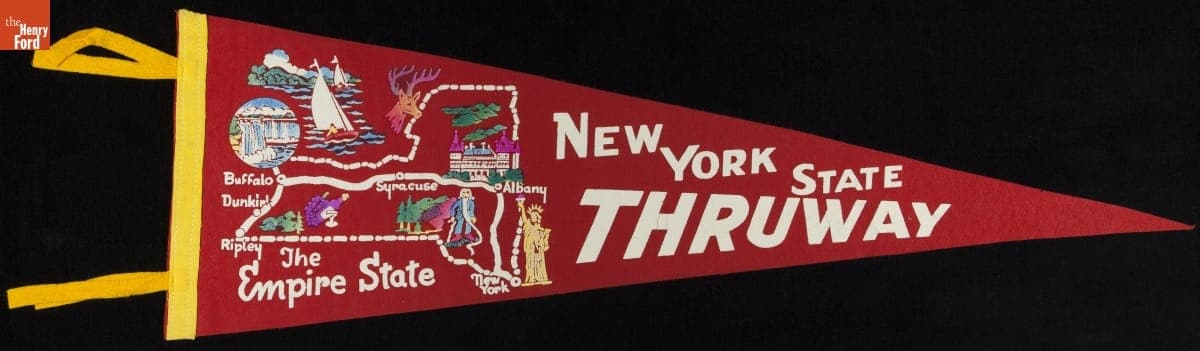 the
Henry
Ford
Buffalo
Dunkirk
Ripley
Syracuse
Albany
New
York
The
Empire State
NEW
YORK
STATE
THRUWAY